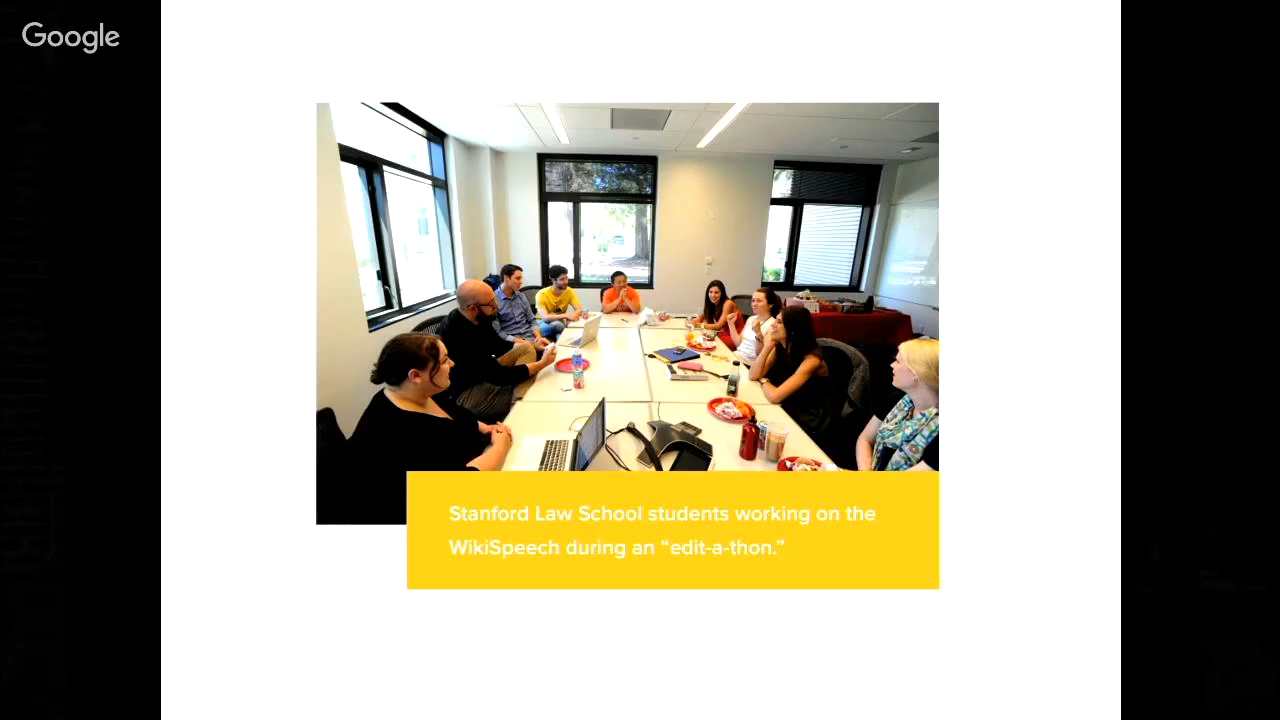 Google
Stanford Law School students working on the
WikiSpeech during an “edit-a-thon.”